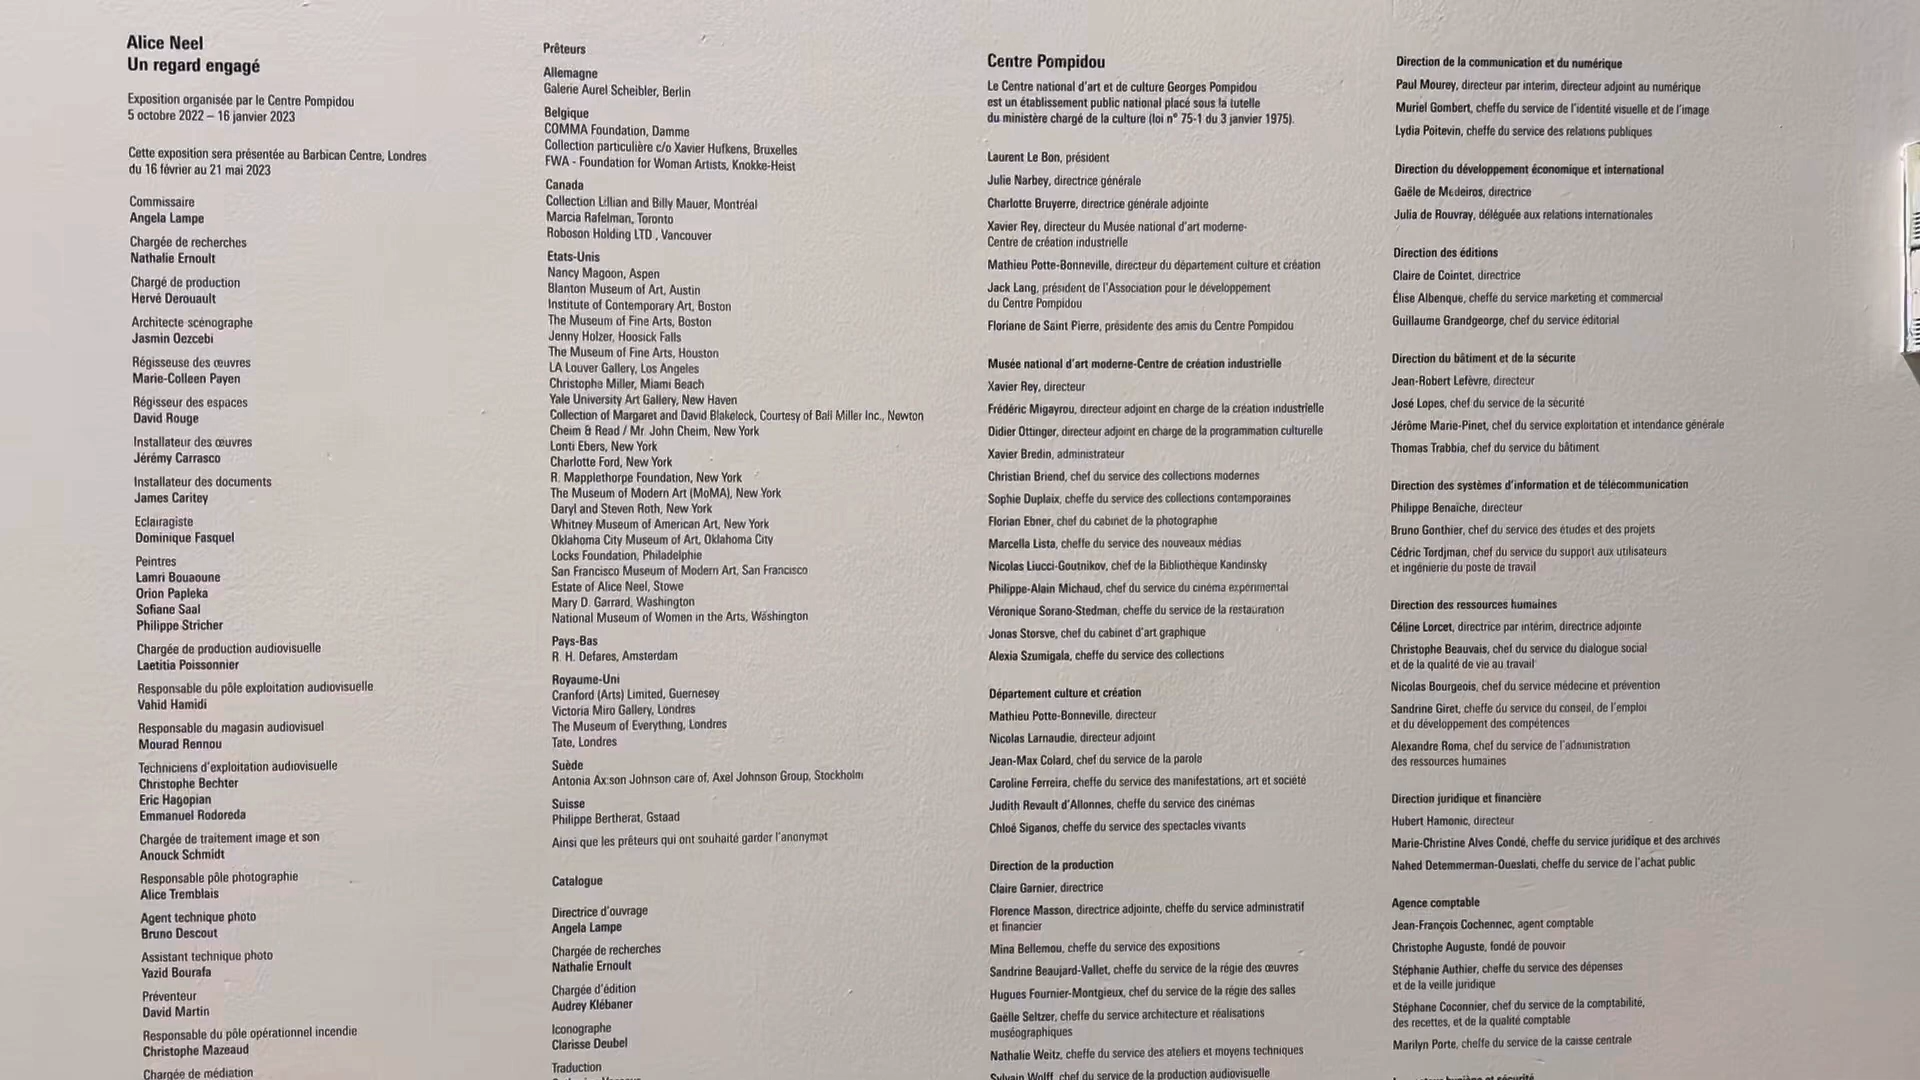 Alice Neel
Un regard engagé
Exposition organisée par le Centre Pompidou
5 octobre 2022 – 16 janvier 2023
Cette exposition sera présentée au Barbican Centre, Londres
du 16 février au 21 mai 2023
Commissaire
Angela Lampe
Chargée de recherches
Nathalie Ernoult
Chargé de production
Hervé Derouault
Architecte scénographe
Jasmin Oezcebi
Régisseuse des œuvres
Marie-Colleen Payen
Régisseur des espaces
David Rouge
Installateur des œuvres
Jérémy Carrasco
Installateur des documents
James Caritey
Eclairagiste
Dominique Fasquel
Peintres
Lamri Bouaoune
Orion Papleka
Sofiane Saal
Philippe Stricher
Chargée de production audiovisuelle
Laetitia Poissonnier
Responsable du pôle exploitation audiovisuelle
Vahid Hamidi
Responsable du magasin audiovisuel
Mourad Rennou
Techniciens d'exploitation audiovisuelle
Christophe Bechter
Eric Hagopian
Emmanuel Rodoreda
Chargée de traitement image et son
Anouck Schmidt
Responsable pôle photographie
Alice Tremblais
Agent technique photo
Bruno Descout
Assistant technique photo
Yazid Bourafa
Préventeur
David Martin
Responsable du pôle opérationnel incendie
Christophe Mazeaud
Chargée de médiation
Prêteurs
Allemagne
Galerie Aurel Scheibler, Berlin
Belgique
COMMA Foundation, Damme
Collection particulière c/o Xavier Hufkens, Bruxelles
FWA - Foundation for Woman Artists, Knokke-Heist
Canada
Collection Lillian and Billy Mauer, Montréal
Marcia Rafelman, Toronto
Roboson Holding LTD , Vancouver
Etats-Unis
Nancy Magoon, Aspen
Blanton Museum of Art, Austin
Institute of Contemporary Art, Boston
The Museum of Fine Arts, Boston
Jenny Holzer, Hoosick Falls
The Museum of Fine Arts, Houston
LA Louver Gallery, Los Angeles
Christophe Miller, Miami Beach
Yale University Art Gallery, New Haven
Collection of Margaret and David Blakelock, Courtesy of Ball Miller Inc., Newton
Cheim & Read / Mr. John Cheim, New York
Lonti Ebers, New York
Charlotte Ford, New York
R. Mapplethorpe Foundation, New York
The Museum of Modern Art (MoMA), New York
Daryl and Steven Roth, New York
Whitney Museum of American Art, New York
Oklahoma City Museum of Art, Oklahoma City
Locks Foundation, Philadelphie
San Francisco Museum of Modern Art, San Francisco
Estate of Alice Neel, Stowe
Mary D. Garrard, Washington
National Museum of Women in the Arts, Washington
Pays-Bas
R. H. Defares, Amsterdam
Royaume-Uni
Cranford (Arts) Limited, Guernesey
Victoria Miro Gallery, Londres
The Museum of Everything, Londres
Tate, Londres
Suède
Antonia Ax:son Johnson care of, Axel Johnson Group, Stockholm
Suisse
Philippe Bertherat, Gstaad
Ainsi que les prêteurs qui ont souhaité garder l'anonymat
Catalogue
Directrice d'ouvrage
Angela Lampe
Chargée de recherches
Nathalie Ernoult
Chargée d'édition
Audrey Klébaner
Iconographe
Clarisse Deubel
Traduction
Centre Pompidou
Le Centre national d'art et de culture Georges Pompidou
est un établissement public national placé sous la tutelle
du ministère chargé de la culture (loi n° 75-1 du 3 janvier 1975).
Laurent Le Bon, président
Julie Narbey, directrice générale
Charlotte Bruyerre, directrice générale adjointe
Xavier Rey, directeur du Musée national d'art moderne-
Centre de création industrielle
Mathieu Potte-Bonneville, directeur du département culture et création
Jack Lang, président de l'Association pour le développement
du Centre Pompidou
Floriane de Saint Pierre, présidente des amis du Centre Pompidou
Musée national d'art moderne-Centre de création industrielle
Xavier Rey, directeur
Frédéric Migayrou, directeur adjoint en charge de la création industrielle
Didier Ottinger, directeur adjoint en charge de la programmation culturelle
Xavier Bredin, administrateur
Christian Briend, chef du service des collections modernes
Sophie Duplaix, cheffe du service des collections contemporaines
Florian Ebner, chef du cabinet de la photographie
Marcella Lista, cheffe du service des nouveaux médias
Nicolas Liucci-Goutnikov, chef de la Bibliothèque Kandinsky
Philippe-Alain Michaud, chef du service du cinéma expérimental
Véronique Sorano-Stedman, cheffe du service de la restauration
Jonas Storsve, chef du cabinet d'art graphique
Alexia Szumigala, cheffe du service des collections
Département culture et création
Mathieu Potte-Bonneville, directeur
Nicolas Larnaudie, directeur adjoint
Jean-Max Colard, chef du service de la parole
Caroline Ferreira, cheffe du service des manifestations, art et société
Judith Revault d'Allonnes, cheffe du service des cinémas
Chloé Siganos, cheffe du service des spectacles vivants
Direction de la production
Claire Garnier, directrice
Florence Masson, directrice adjointe, cheffe du service administratif
et financier
Mina Bellemou, cheffe du service des expositions
Sandrine Beaujard-Vallet, cheffe du service de la régie des œuvres
Hugues Fournier-Montgieux, chef du service de la régie des salles
Gaëlle Seltzer, cheffe du service architecture et réalisations
muséographiques
Nathalie Weitz, cheffe du service des ateliers et moyens techniques
Sylvain Wolff, chef du service de la production audiovisuelle
Direction de la communication et du numérique
Paul Mourey, directeur par interim, directeur adjoint au numérique
Muriel Gombert, cheffe du service de l'identité visuelle et de l'image
Lydia Poitevin, cheffe du service des relations publiques
Direction du développement économique et international
Gaële de Medeiros, directrice
Julia de Rouvray, déléguée aux relations internationales
Direction des éditions
Claire de Cointet, directrice
Élise Albenque, cheffe du service marketing et commercial
Guillaume Grandgeorge, chef du service éditorial
Direction du bâtiment et de la sécurité
Jean-Robert Lefèvre, directeur
José Lopes, chef du service de la sécurité
Jérôme Marie-Pinet, chef du service exploitation et intendance générale
Thomas Trabbia, chef du service du bâtiment
Direction des systèmes d'information et de télécommunication
Philippe Benaiche, directeur
Bruno Gonthier, chef du service des études et des projets
Cédric Tordjman, chef du service du support aux utilisateurs
et ingénierie du poste de travail
Direction des ressources humaines
Céline Lorcet, directrice par intérim, directrice adjointe
Christophe Beauvais, chef du service du dialogue social
et de la qualité de vie au travail
Nicolas Bourgeois, chef du service médecine et prévention
Sandrine Giret, cheffe du service du conseil, de l'emploi
et du développement des compétences
Alexandre Roma, chef du service de l'administration
des ressources humaines
Direction juridique et financière
Hubert Hamonic, directeur
Marie-Christine Alves Condé, cheffe du service juridique et des archives
Nahed Detemmerman-Oueslati, cheffe du service de l'achat public
Agence comptable
Jean-François Cochennec, agent comptable
Christophe Auguste, fondé de pouvoir
Stéphanie Authier, cheffe du service des dépenses
et de la veille juridique
Stéphane Coconnier, chef du service de la comptabilité,
des recettes, et de la qualité comptable
Marilyn Porte, cheffe du service de la caisse centrale